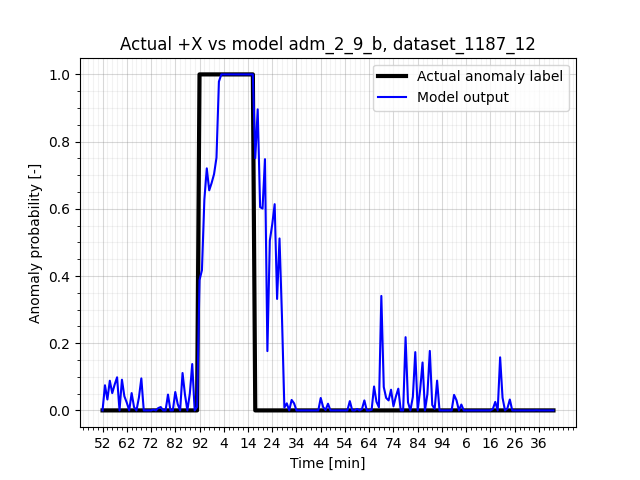 Actual +X vs model adm_2_9_b, dataset_1187_12
Actual anomaly label
Model output
Anomaly probability [-]
1.0
0.8
0.6
0.4
0.2
0.0
52 62 72 82 92 4 14 24 34 44 54 64 74 84 94 6 16 26 36
Time [min]